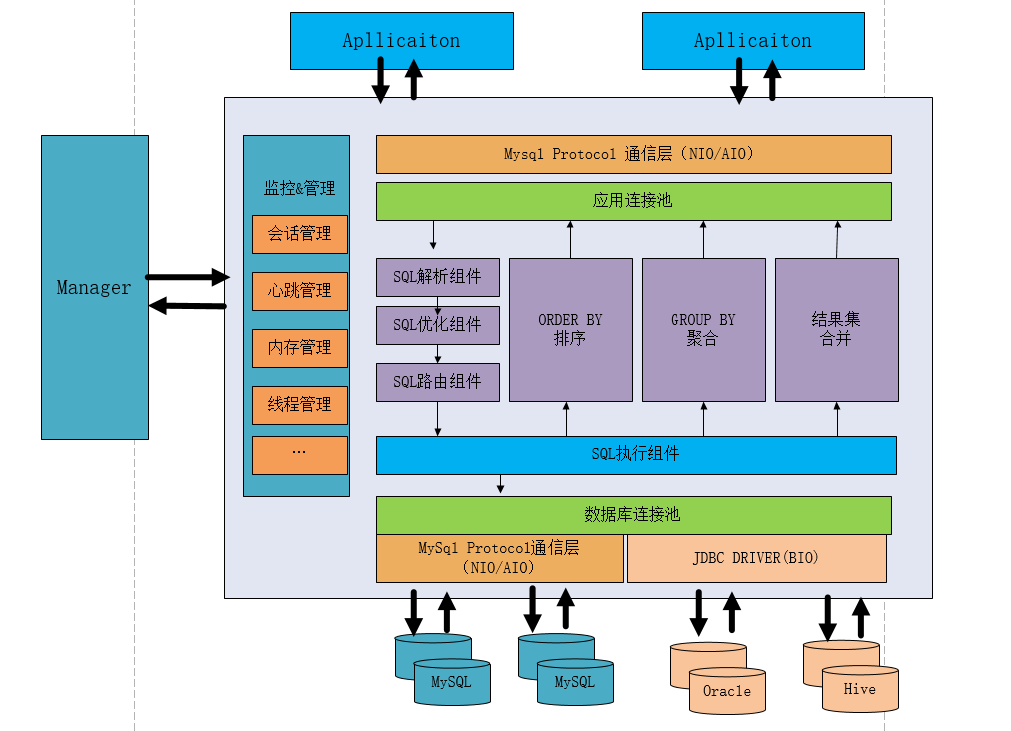 Apllicaiton
Apllicaiton
Manager
监控&管理
会话管理
心跳管理
内存管理
线程管理
…
Mysql Protocol 通信层（NIO/AIO）
应用连接池
SQL解析组件
SQL优化组件
SQL路由组件
ORDER BY
排序
GROUP BY
聚合
结果集
合并
SQL执行组件
数据库连接池
MySql Protocol通信层
（NIO/AIO）
JDBC DRIVER(BIO)
MySQL
MySQL
Oracle
Hive